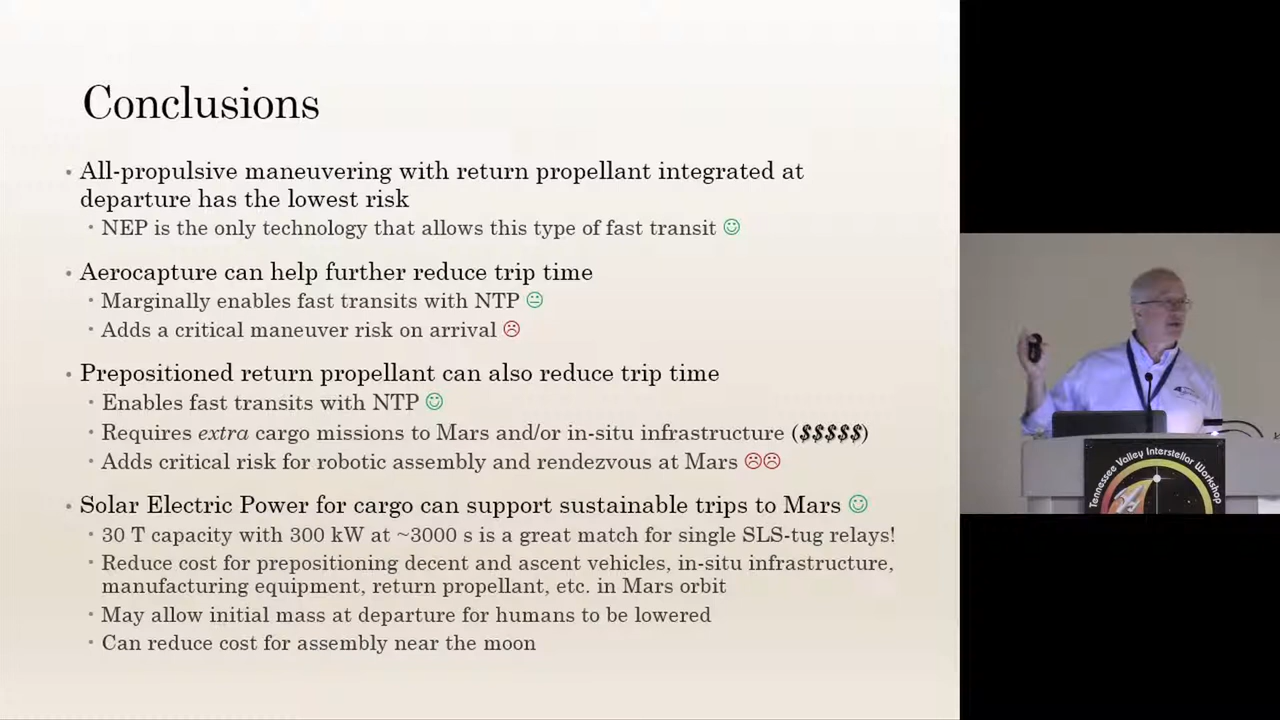 Conclusions
• All-propulsive maneuvering with return propellant integrated at
departure has the lowest risk
• NEP is the only technology that allows this type of fast transit ☺
• Aerocapture can help further reduce trip time
• Marginally enables fast transits with NTP 😐
• Adds a critical maneuver risk on arrival ☹
• Prepositioned return propellant can also reduce trip time
• Enables fast transits with NTP ☺
• Requires extra cargo missions to Mars and/or in-situ infrastructure ($$$$$)
• Adds critical risk for robotic assembly and rendezvous at Mars ☹☹
• Solar Electric Power for cargo can support sustainable trips to Mars ☺
• 30 T capacity with 300 kW at ~3000 s is a great match for single SLS-tug relays!
• Reduce cost for prepositioning decent and ascent vehicles, in-situ infrastructure,
manufacturing equipment, return propellant, etc. in Mars orbit
• May allow initial mass at departure for humans to be lowered
• Can reduce cost for assembly near the moon
Tennessee Valley Interstellar Workshop